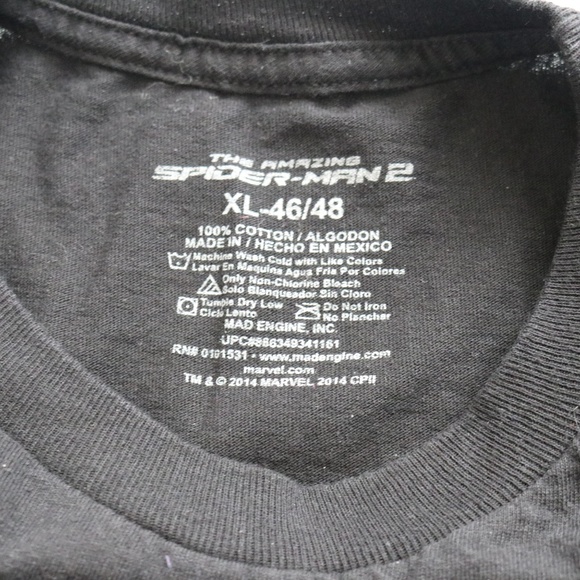 THE AMAZING
SPIDER-MAN 2
XL-46/48
100% COTTON / ALGODON
MADE IN / HECHO EN MEXICO
Machine Wash Cold with Like Colors
Lavar En Maquina Agua Fria Por Colores
Only Non-Chlorine Bleach
Solo Blanqueador Sin Cloro
Tumble Dry Low Do Not Iron
Ciclo Lento No Planchar
MAD ENGINE, INC.
UPC#886349341161
RN# 0101531 • www.madengine.com
marvel.com
TM & © 2014 MARVEL 2014 CPII